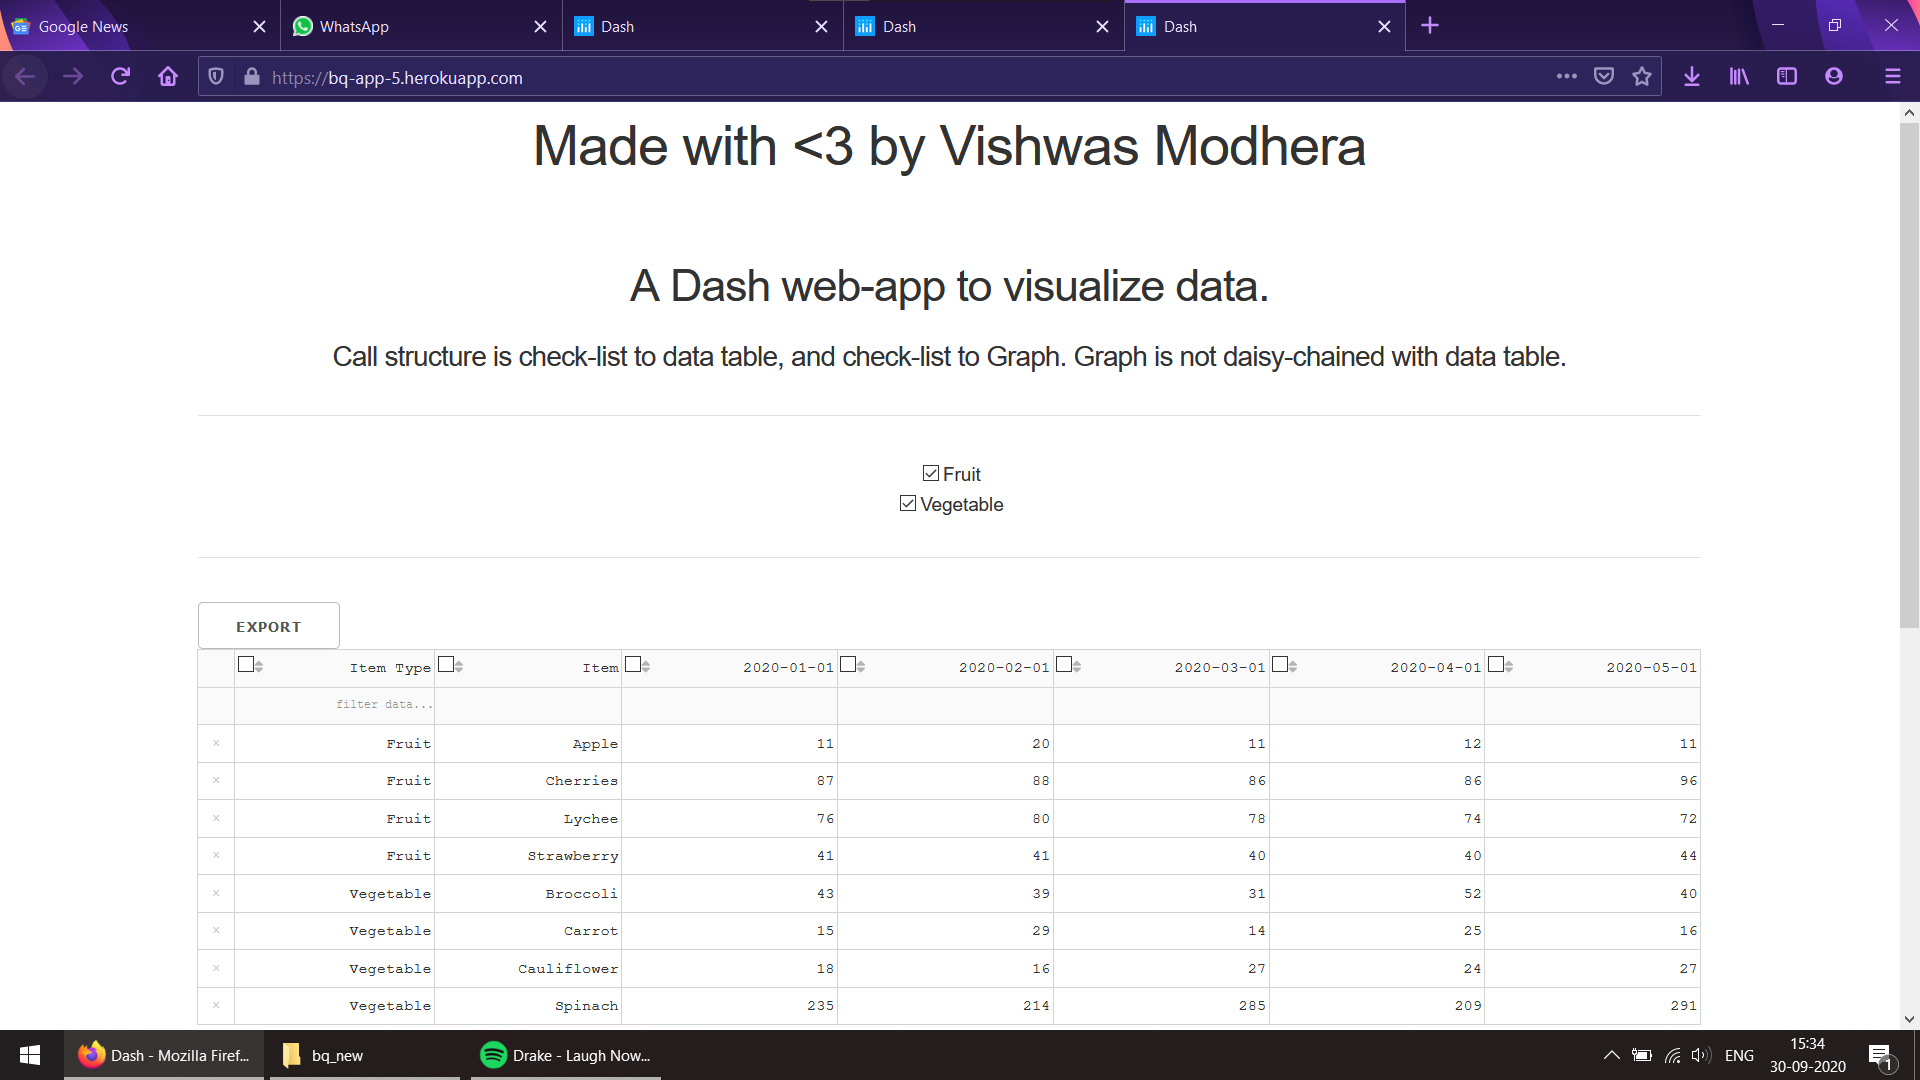 Google News
WhatsApp
Dash
Dash
Dash
https://bq-app-5.herokuapp.com
Made with <3 by Vishwas Modhera
A Dash web-app to visualize data.
Call structure is check-list to data table, and check-list to Graph. Graph is not daisy-chained with data table.
Fruit
Vegetable
EXPORT
Item Type Item 2020-01-01 2020-02-01 2020-03-01 2020-04-01 2020-05-01
filter data...
× Fruit Apple 11 20 11 12 11
× Fruit Cherries 87 88 86 86 96
× Fruit Lychee 76 80 78 74 72
× Fruit Strawberry 41 41 40 40 44
× Vegetable Broccoli 43 39 31 52 40
× Vegetable Carrot 15 29 14 25 16
× Vegetable Cauliflower 18 16 27 24 27
× Vegetable Spinach 235 214 285 209 291
Dash - Mozilla Firef...
bq_new
Drake - Laugh Now...
ENG
15:34
30-09-2020
1